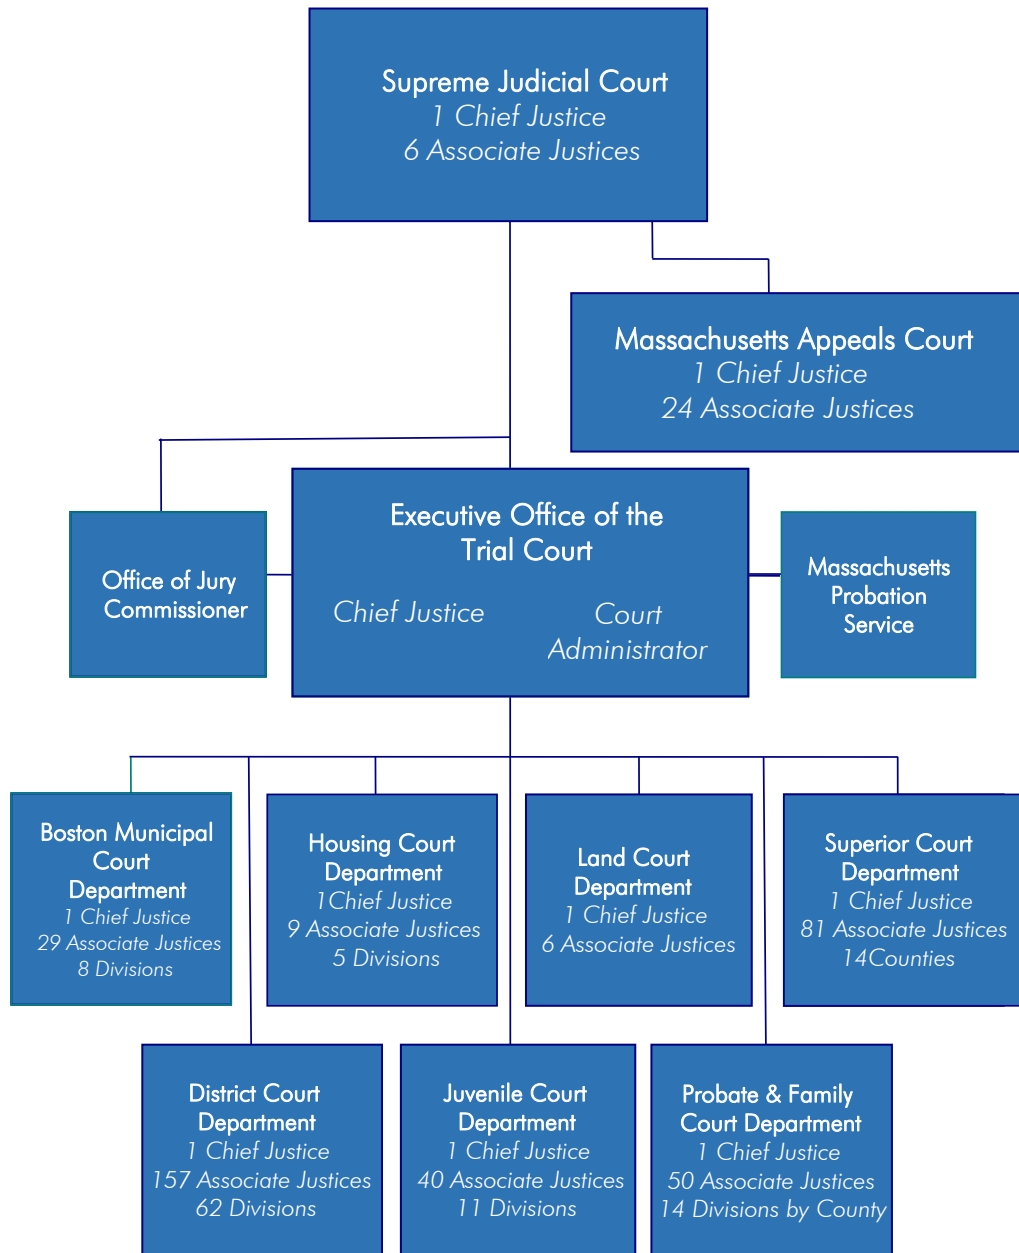 Supreme Judicial Court
1 Chief Justice
6 Associate Justices
Massachusetts Appeals Court
1 Chief Justice
24 Associate Justices
Executive Office of the
Trial Court
Chief Justice
Court
Administrator
Office of Jury
Commissioner
Massachusetts
Probation
Service
Boston Municipal
Court
Department
1 Chief Justice
29 Associate Justices
8 Divisions
Housing Court
Department
1Chief Justice
9 Associate Justices
5 Divisions
Land Court
Department
1 Chief Justice
6 Associate Justices
Superior Court
Department
1 Chief Justice
81 Associate Justices
14Counties
District Court
Department
1 Chief Justice
157 Associate Justices
62 Divisions
Juvenile Court
Department
1 Chief Justice
40 Associate Justices
11 Divisions
Probate & Family
Court Department
1 Chief Justice
50 Associate Justices
14 Divisions by County